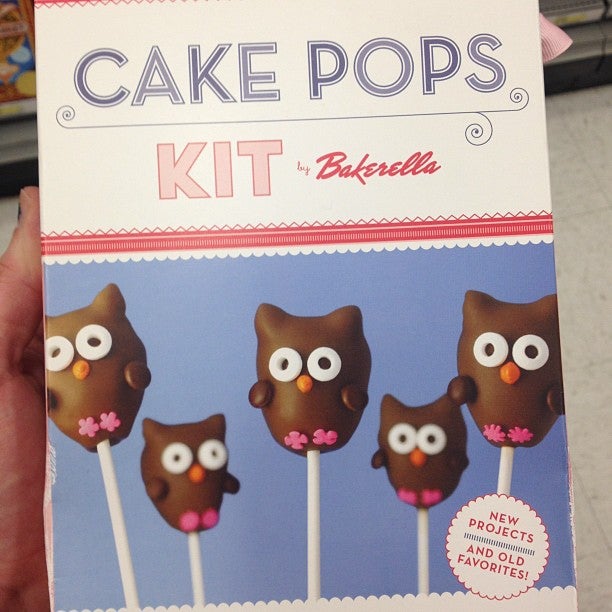 CAKE POPS
KIT by Bakerella
NEW
PROJECTS
AND OLD
FAVORITES!